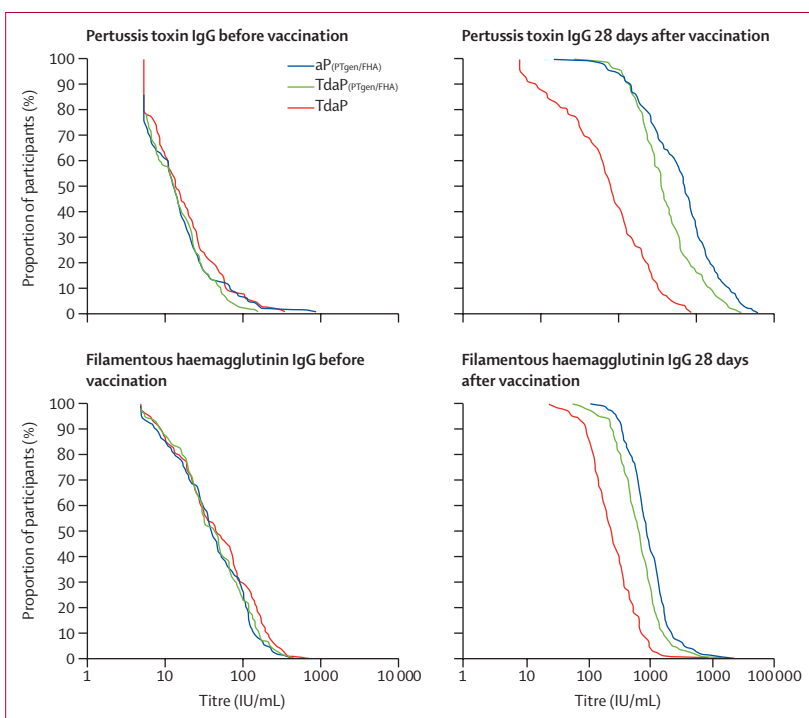 Pertussis toxin IgG before vaccination
Pertussis toxin IgG 28 days after vaccination
Proportion of participants (%)
100
90
80
70
60
50
40
30
20
10
0
aP(PTgen/FHA)
TdaP(PTgen/FHA)
TdaP
Filamentous haemagglutinin IgG before
vaccination
Filamentous haemagglutinin IgG 28 days
after vaccination
Proportion of participants (%)
100
90
80
70
60
50
40
30
20
10
0
1
10
100
1000
10 000
Titre (IU/mL)
1
10
100
1000
10 000
100 000
Titre (IU/mL)